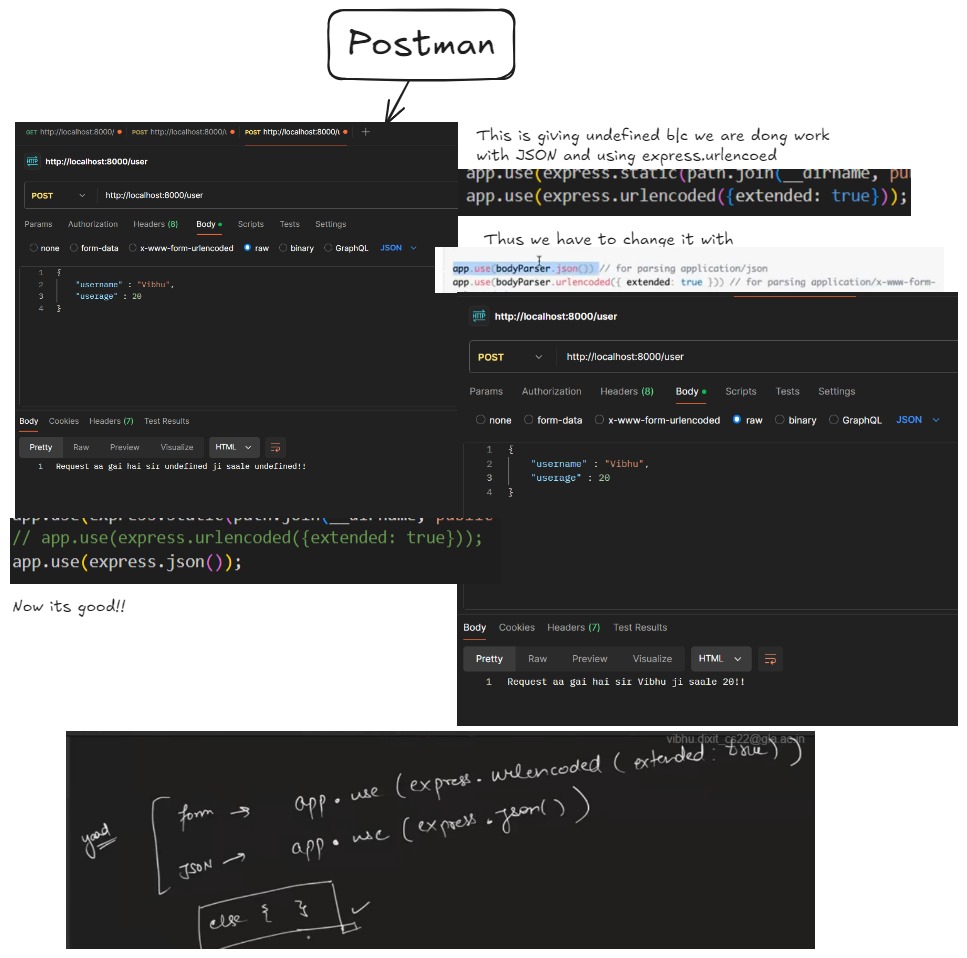 Postman
GET http://localhost:8000/
POST http://localhost:8000/\
POST http://localhost:8000/\
+
HTTP http://localhost:8000/user
POST http://localhost:8000/user
Params Authorization Headers (8) Body Scripts Tests Settings
none form-data x-www-form-urlencoded raw binary GraphQL JSON
1 {
2 "username" : "Vibhu",
3 "userage" : 20
4 }
Body Cookies Headers (7) Test Results
Pretty Raw Preview Visualize HTML
1 Request aa gai hai sir undefined ji saale undefined!!
This is giving undefined b|c we are dong work
with JSON and using express.urlencoed
app.use(express.static(path.join(__dirname, pu
app.use(express.urlencoded({extended: true}));
Thus we have to change it with
app.use(bodyParser.json()) // for parsing application/json
app.use(bodyParser.urlencoded({ extended: true })) // for parsing application/x-www-form-
HTTP http://localhost:8000/user
POST http://localhost:8000/user
Params Authorization Headers (8) Body Scripts Tests Settings
none form-data x-www-form-urlencoded raw binary GraphQL JSON
1 {
2 "username" : "Vibhu",
3 "userage" : 20
4 }
Body Cookies Headers (7) Test Results
Pretty Raw Preview Visualize HTML
1 Request aa gai hai sir Vibhu ji saale 20!!
app.use(express.static(path.join(__dirname, public
// app.use(express.urlencoded({extended: true}));
app.use(express.json());
Now its good!!
vibhu.dixit_cs22@gla.ac.in
form → app.use (express.urlencoded (extended: true))
JSON → app.use (express.json())
else { }